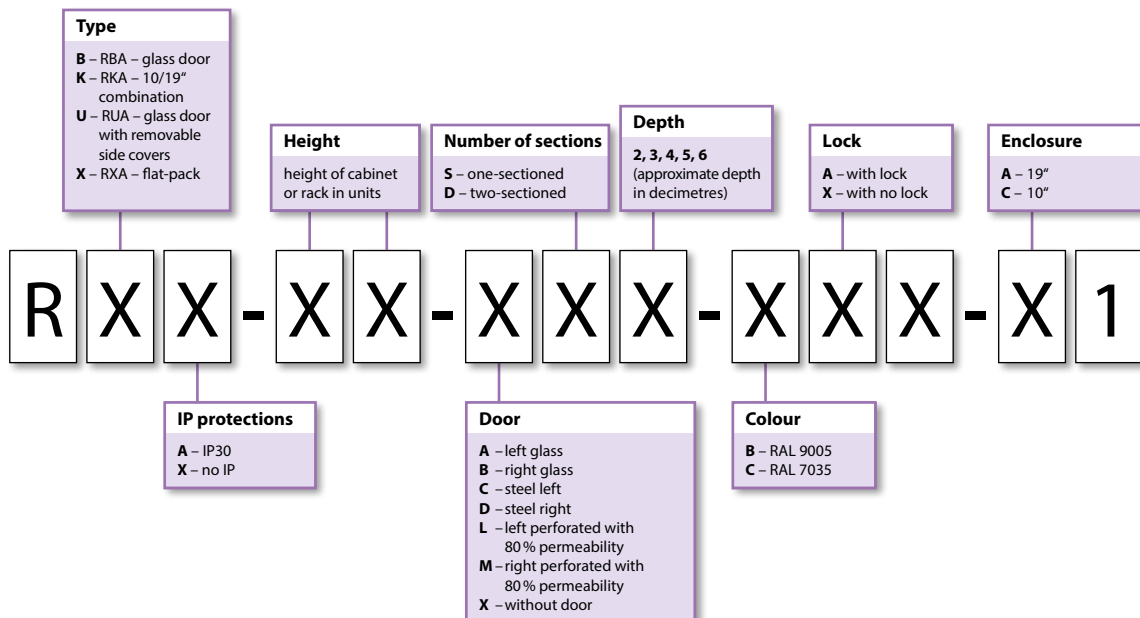 Type
B – RBA – glass door
K – RKA – 10/19“
combination
U – RUA – glass door
with removable
side covers
X – RXA – flat-pack
Height
height of cabinet
or rack in units
Number of sections
S – one-sectioned
D – two-sectioned
Depth
2, 3, 4, 5, 6
(approximate depth
in decimetres)
Lock
A – with lock
X – with no lock
Enclosure
A – 19“
C – 10“
R X X - X X - X X X - X X X - X 1
IP protections
A – IP30
X – no IP
Door
A – left glass
B – right glass
C – steel left
D – steel right
L – left perforated with
80 % permeability
M – right perforated with
80 % permeability
X – without door
Colour
B – RAL 9005
C – RAL 7035